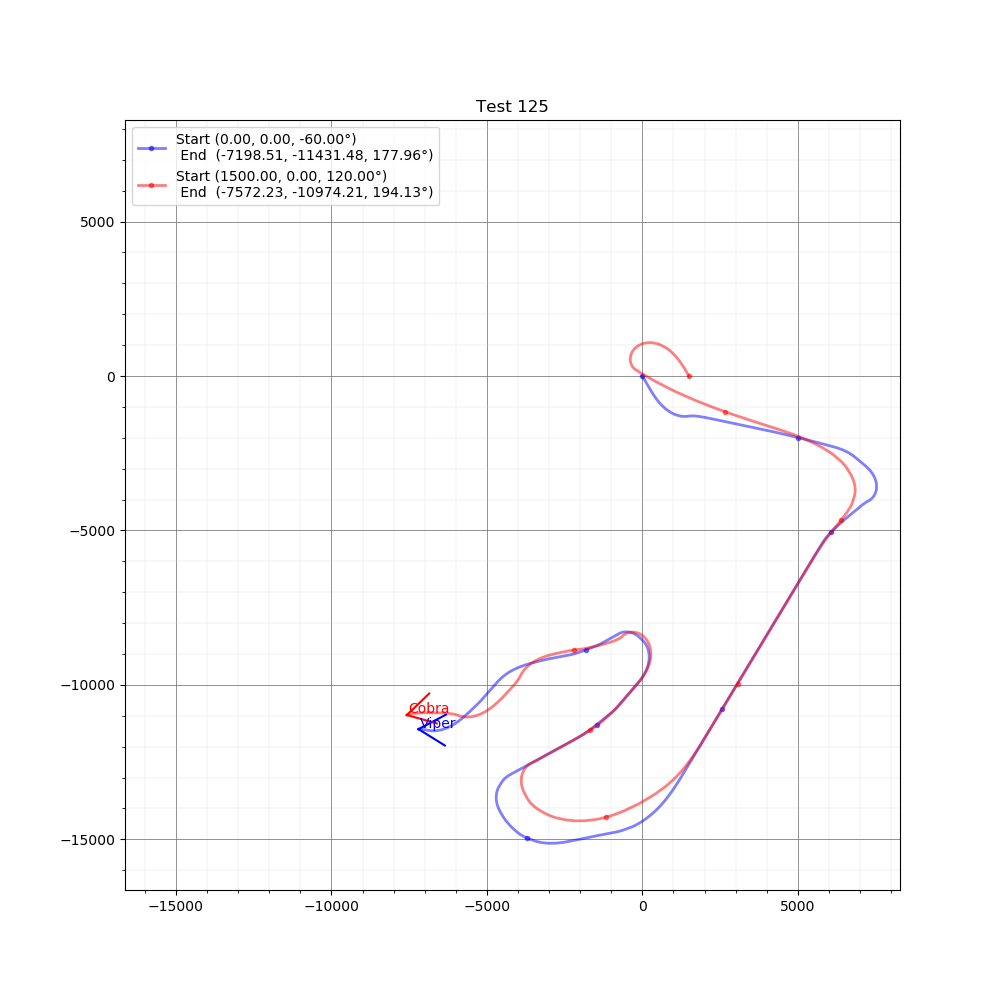 Test 125
Start (0.00, 0.00, -60.00°)
End  (-7198.51, -11431.48, 177.96°)
Start (1500.00, 0.00, 120.00°)
End  (-7572.23, -10974.21, 194.13°)
5000
0
−5000
−10000
−15000
Cobra
Viper
−15000
−10000
−5000
0
5000